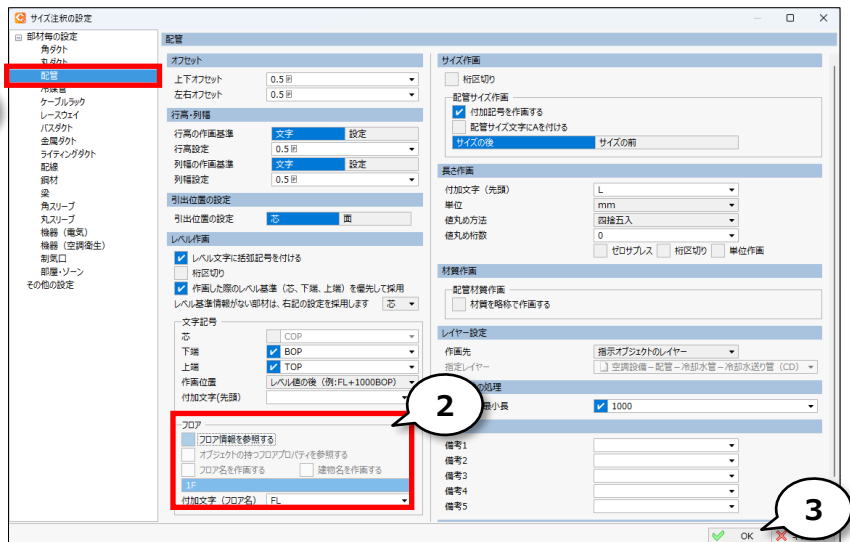 サイズ注釈の設定
部材毎の設定
角ダクト
丸ダクト
配管
冷媒管
ケーブルラック
レースウェイ
バスダクト
金属ダクト
ライティングダクト
配線
鋼材
梁
角スリーブ
丸スリーブ
機器（電気）
機器（空調衛生）
制気口
部屋・ゾーン
その他の設定
配管
オフセット
上下オフセット 0.5
左右オフセット 0.5
行高・列幅
行高の作画基準 文字 設定
行高設定 0.5
列幅の作画基準 文字 設定
列幅設定 0.5
引出位置の設定
引出位置の設定 芯 面
レベル作画
レベル文字に括弧記号を付ける
桁区切り
作画した際のレベル基準（芯、下端、上端）を優先して採用
レベル基準情報がない部材は、右記の設定を採用します 芯
文字記号
芯 COP
下端 BOP
上端 TOP
作画位置 レベル値の後（例:FL+1000BOP）
付加文字(先頭)
フロア
フロア情報を参照する
オブジェクトの持つフロアプロパティを参照する
フロア名を作画する 建物名を作画する
1F
付加文字（フロア名） FL
2
サイズ作画
桁区切り
配管サイズ作画
付加記号を作画する
配管サイズ文字にAを付ける
サイズの後 サイズの前
長さ作画
付加文字（先頭） L
単位 mm
値丸め方法 四捨五入
値丸め桁数 0
ゼロサプレス 桁区切り 単位作画
材質作画
配管材質作画
材質を略称で作画する
レイヤー設定
作画先 指示オブジェクトのレイヤー
指定レイヤー 空調設備－配管－冷却水管－冷却水送り管（CD）
の処理
最小長 1000
備考1
備考2
備考3
備考4
備考5
3
OK